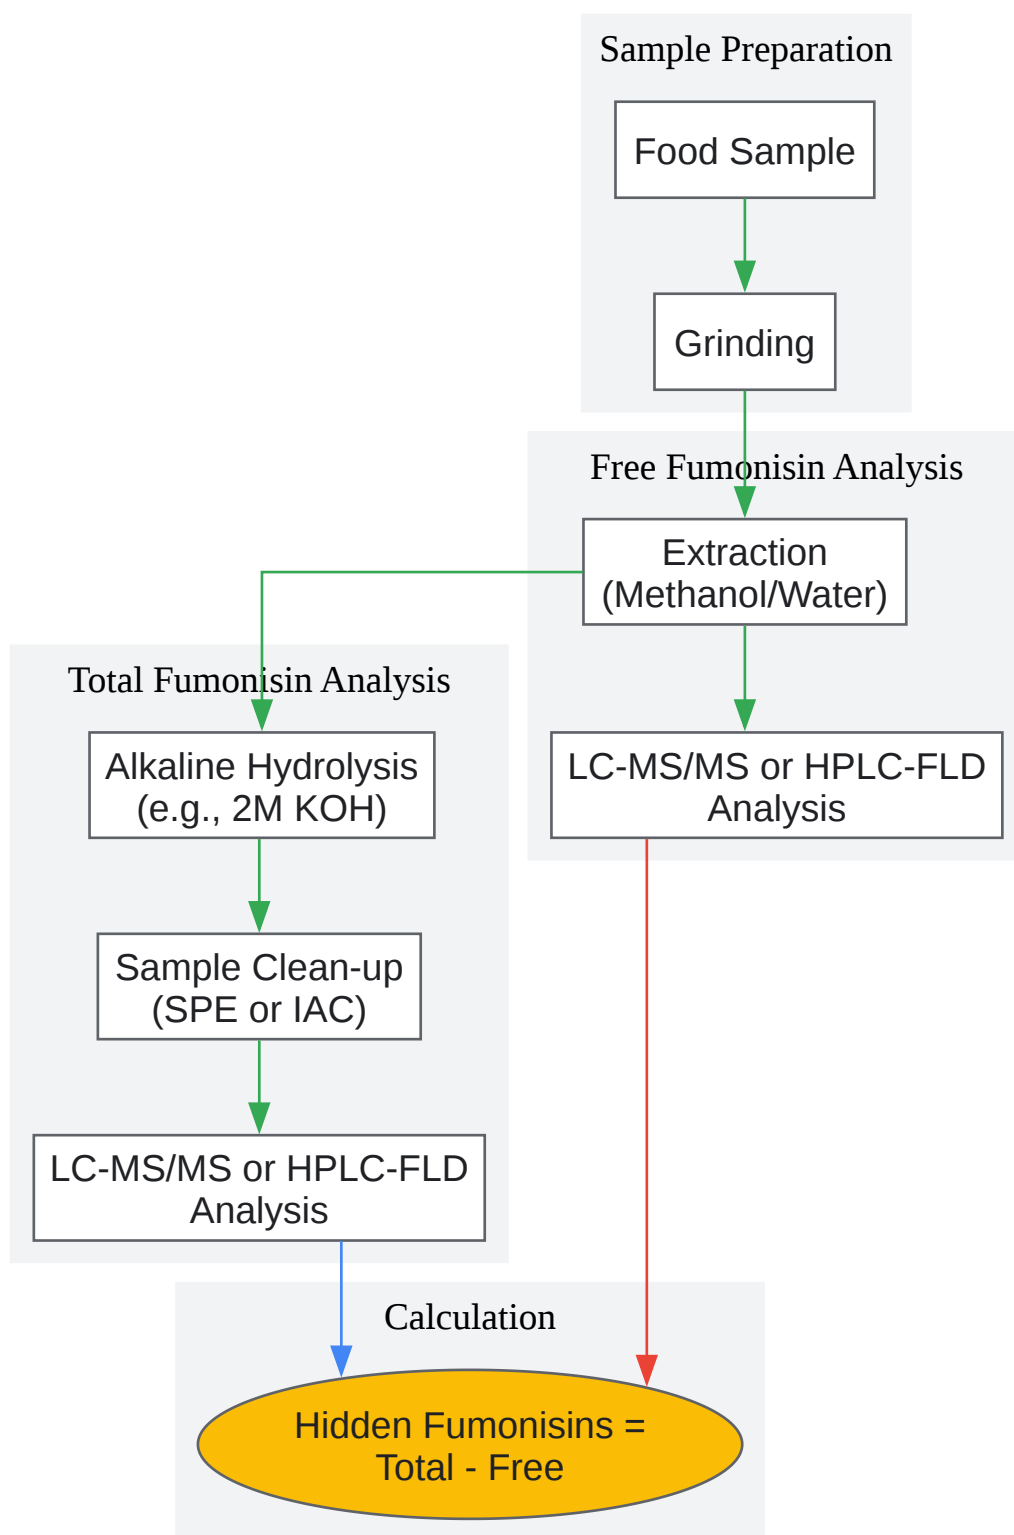 Sample Preparation
Food Sample
Grinding
Free Fumonisin Analysis
Extraction
(Methanol/Water)
LC-MS/MS or HPLC-FLD
Analysis
Total Fumonisin Analysis
Alkaline Hydrolysis
(e.g., 2M KOH)
Sample Clean-up
(SPE or IAC)
LC-MS/MS or HPLC-FLD
Analysis
Calculation
Hidden Fumonisins =
Total - Free